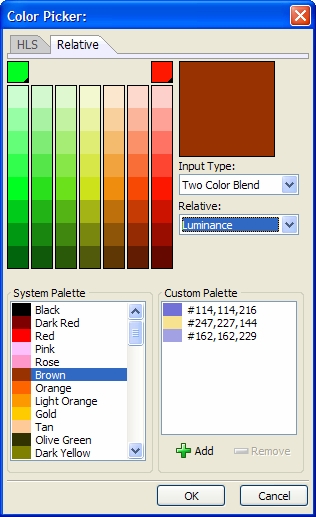 Color Picker:
HLS
Relative
Input Type:
Two Color Blend
Relative:
Luminance
System Palette
Black
Dark Red
Red
Pink
Rose
Brown
Orange
Light Orange
Gold
Tan
Olive Green
Dark Yellow
Custom Palette
#114,114,216
#247,227,144
#162,162,229
Add
Remove
OK
Cancel